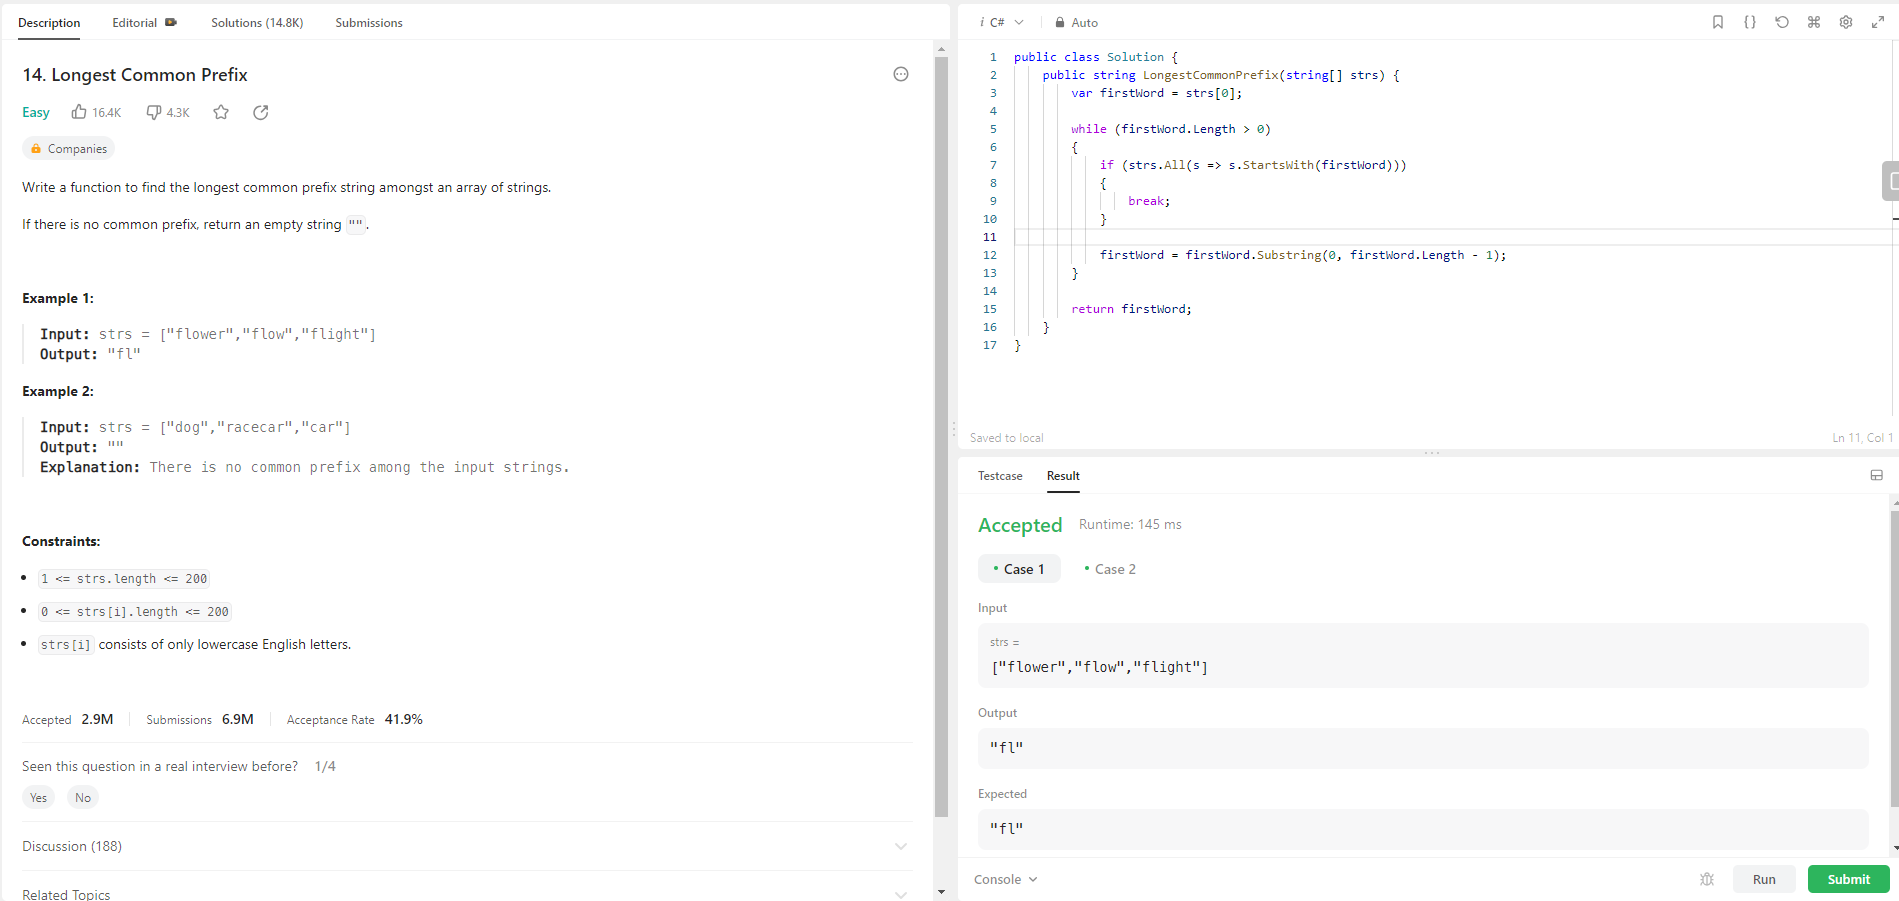 Description Editorial Solutions (14.8K) Submissions
14. Longest Common Prefix
Easy 16.4K 4.3K
Companies
Write a function to find the longest common prefix string amongst an array of strings.
If there is no common prefix, return an empty string "".
Example 1:
Input: strs = ["flower","flow","flight"]
Output: "fl"
Example 2:
Input: strs = ["dog","racecar","car"]
Output: ""
Explanation: There is no common prefix among the input strings.
Constraints:
• 1 <= strs.length <= 200
• 0 <= strs[i].length <= 200
• strs[i] consists of only lowercase English letters.
Accepted 2.9M Submissions 6.9M Acceptance Rate 41.9%
Seen this question in a real interview before? 1/4
Yes No
Discussion (188)
Related Topics
i C# Auto
1 public class Solution {
2     public string LongestCommonPrefix(string[] strs) {
3         var firstWord = strs[0];
4
5         while (firstWord.Length > 0)
6         {
7             if (strs.All(s => s.StartsWith(firstWord)))
8             {
9                 break;
10             }
11
12             firstWord = firstWord.Substring(0, firstWord.Length - 1);
13         }
14
15         return firstWord;
16     }
17 }
Saved to local Ln 11, Col 1
Testcase Result
Accepted Runtime: 145 ms
• Case 1 • Case 2
Input
strs =
["flower","flow","flight"]
Output
"fl"
Expected
"fl"
Console Run Submit